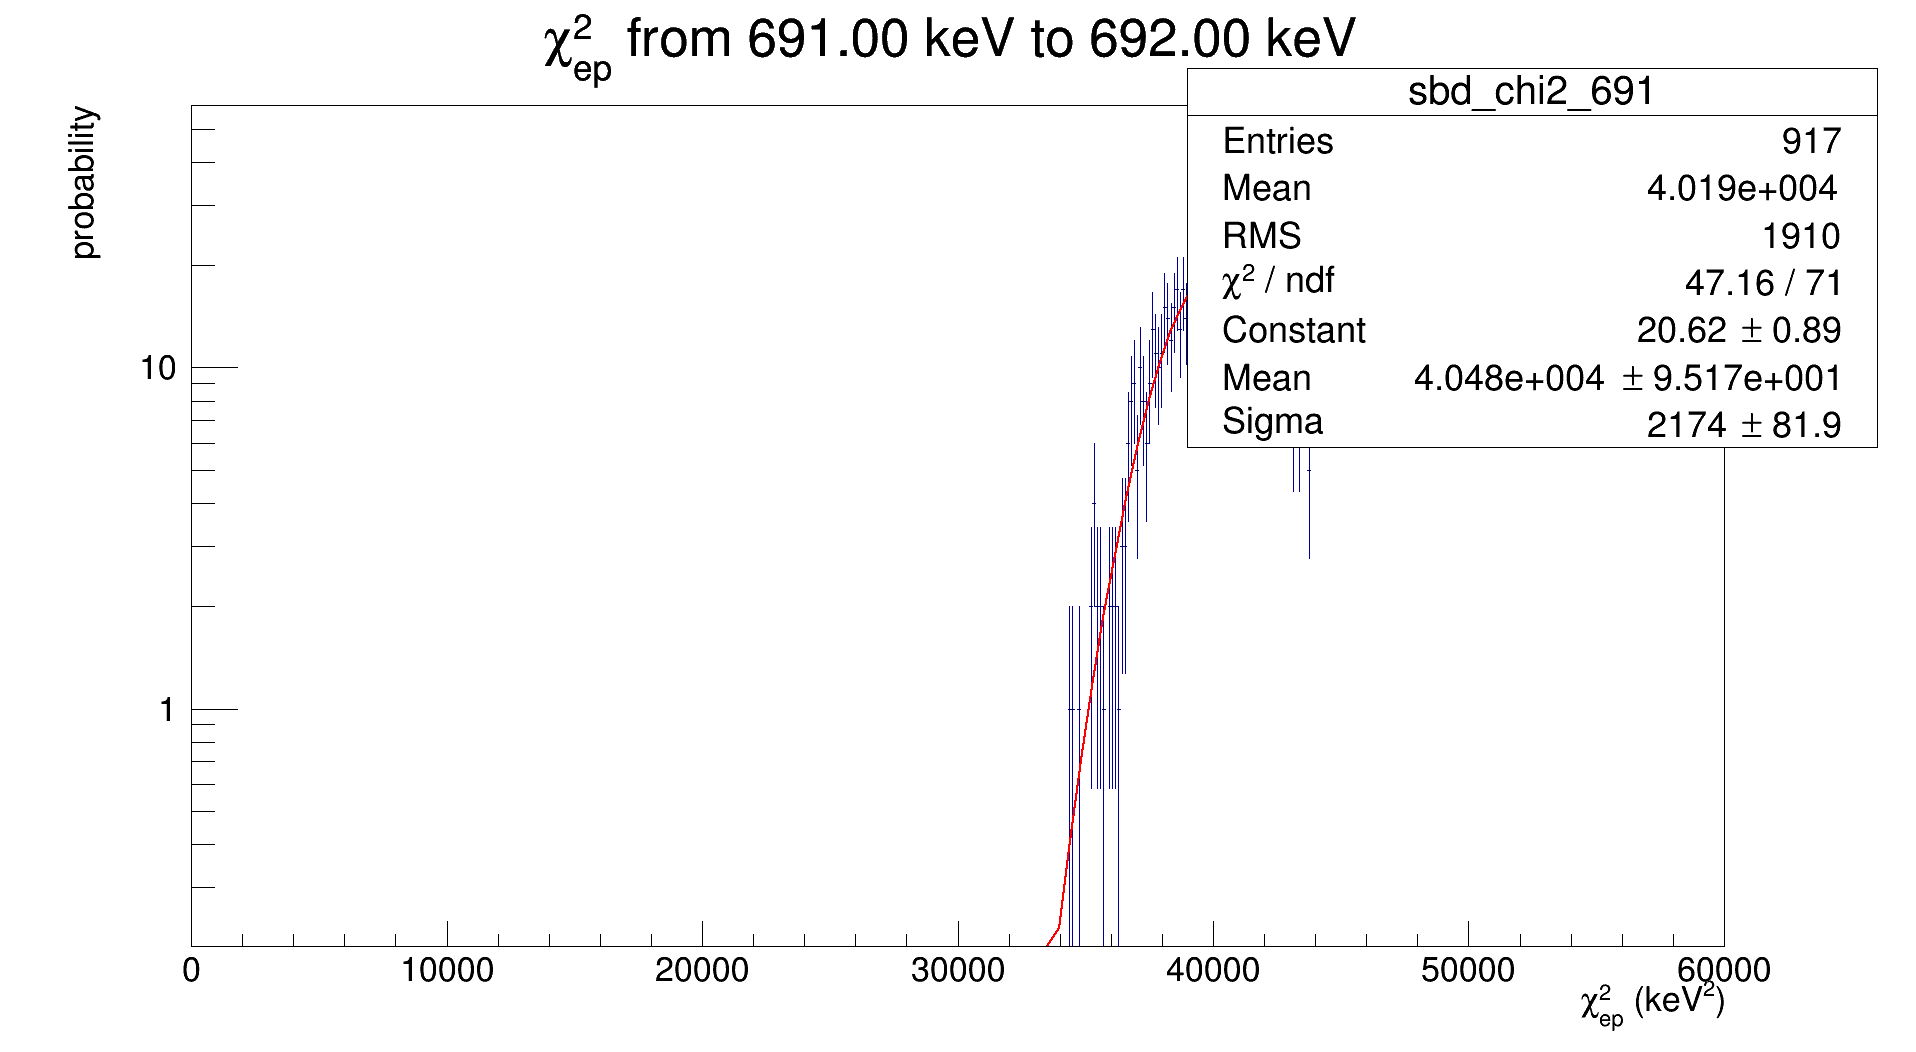 χ²ep from 691.00 keV to 692.00 keV
probability
sbd_chi2_691
Entries 917
Mean 4.019e+004
RMS 1910
χ² / ndf 47.16 / 71
Constant 20.62 ± 0.89
Mean 4.048e+004 ± 9.517e+001
Sigma 2174 ± 81.9
10
1
0 10000 20000 30000 40000 50000 60000
χ²ep (keV²)